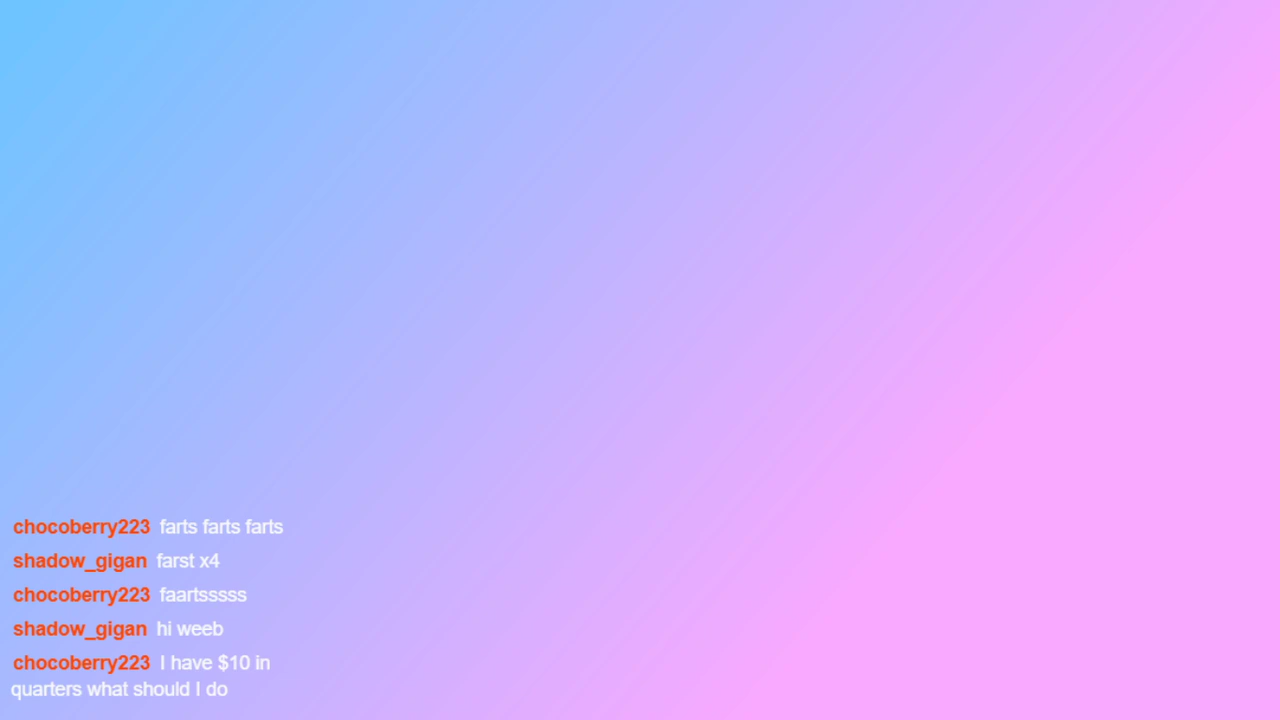 chocoberry223 farts farts farts
shadow_gigan farst x4
chocoberry223 faartsssss
shadow_gigan hi weeb
chocoberry223 I have $10 in
quarters what should I do